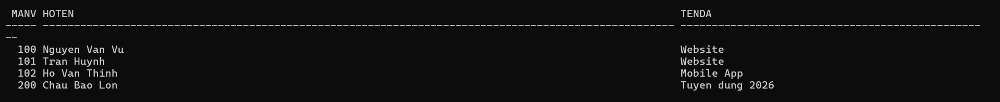 MANV HOTEN                                                                                                 TENDA
----- ----------------------------------------------------------------------------------------------------- ------------------------------------------------
--
  100 Nguyen Van Vu                                                                                         Website
  101 Tran Huynh                                                                                            Website
  102 Ho Van Thinh                                                                                          Mobile App
  200 Chau Bao Lon                                                                                          Tuyen dung 2026